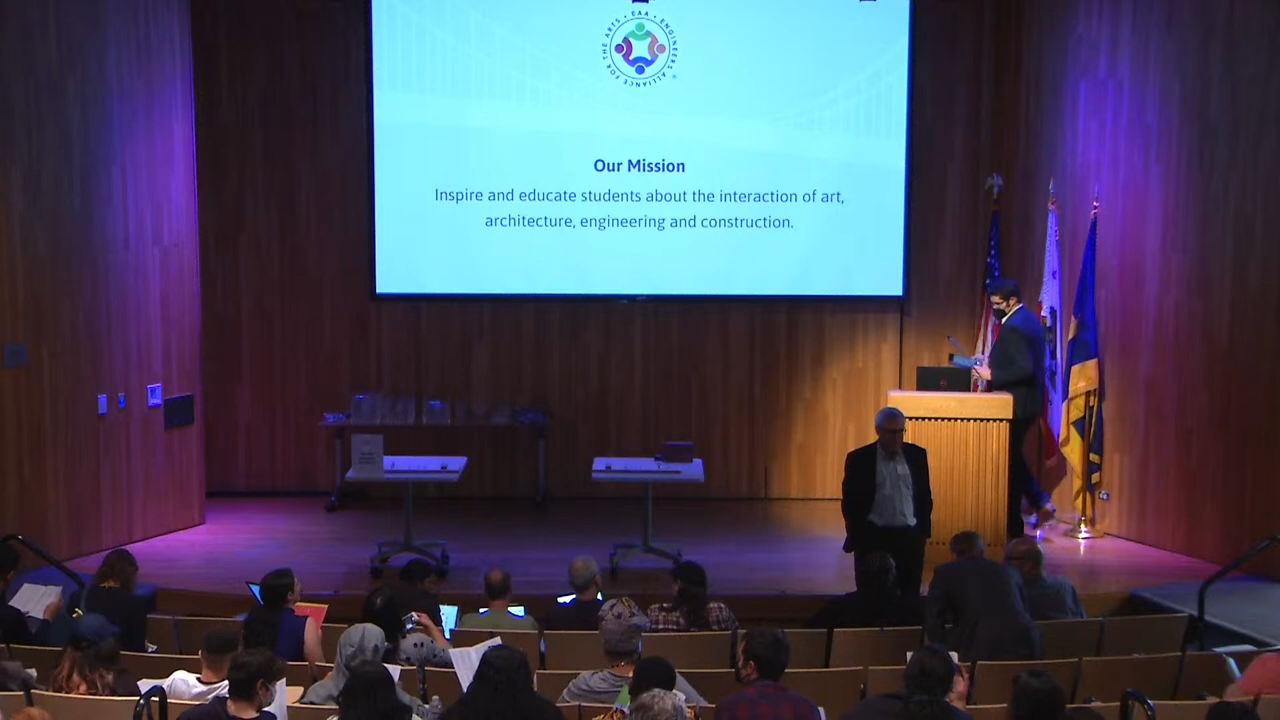 ENGINEERS ALLIANCE FOR THE ARTS • EAA •
Our Mission
Inspire and educate students about the interaction of art,
architecture, engineering and construction.